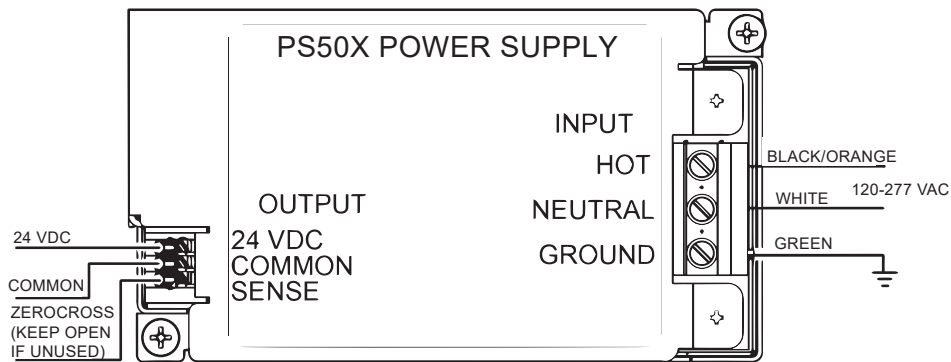 PS50X POWER SUPPLY
INPUT
HOT
NEUTRAL
GROUND
BLACK/ORANGE
WHITE
120-277 VAC
GREEN
OUTPUT
24 VDC
COMMON
SENSE
24 VDC
COMMON
ZEROCROSS
(KEEP OPEN
IF UNUSED)